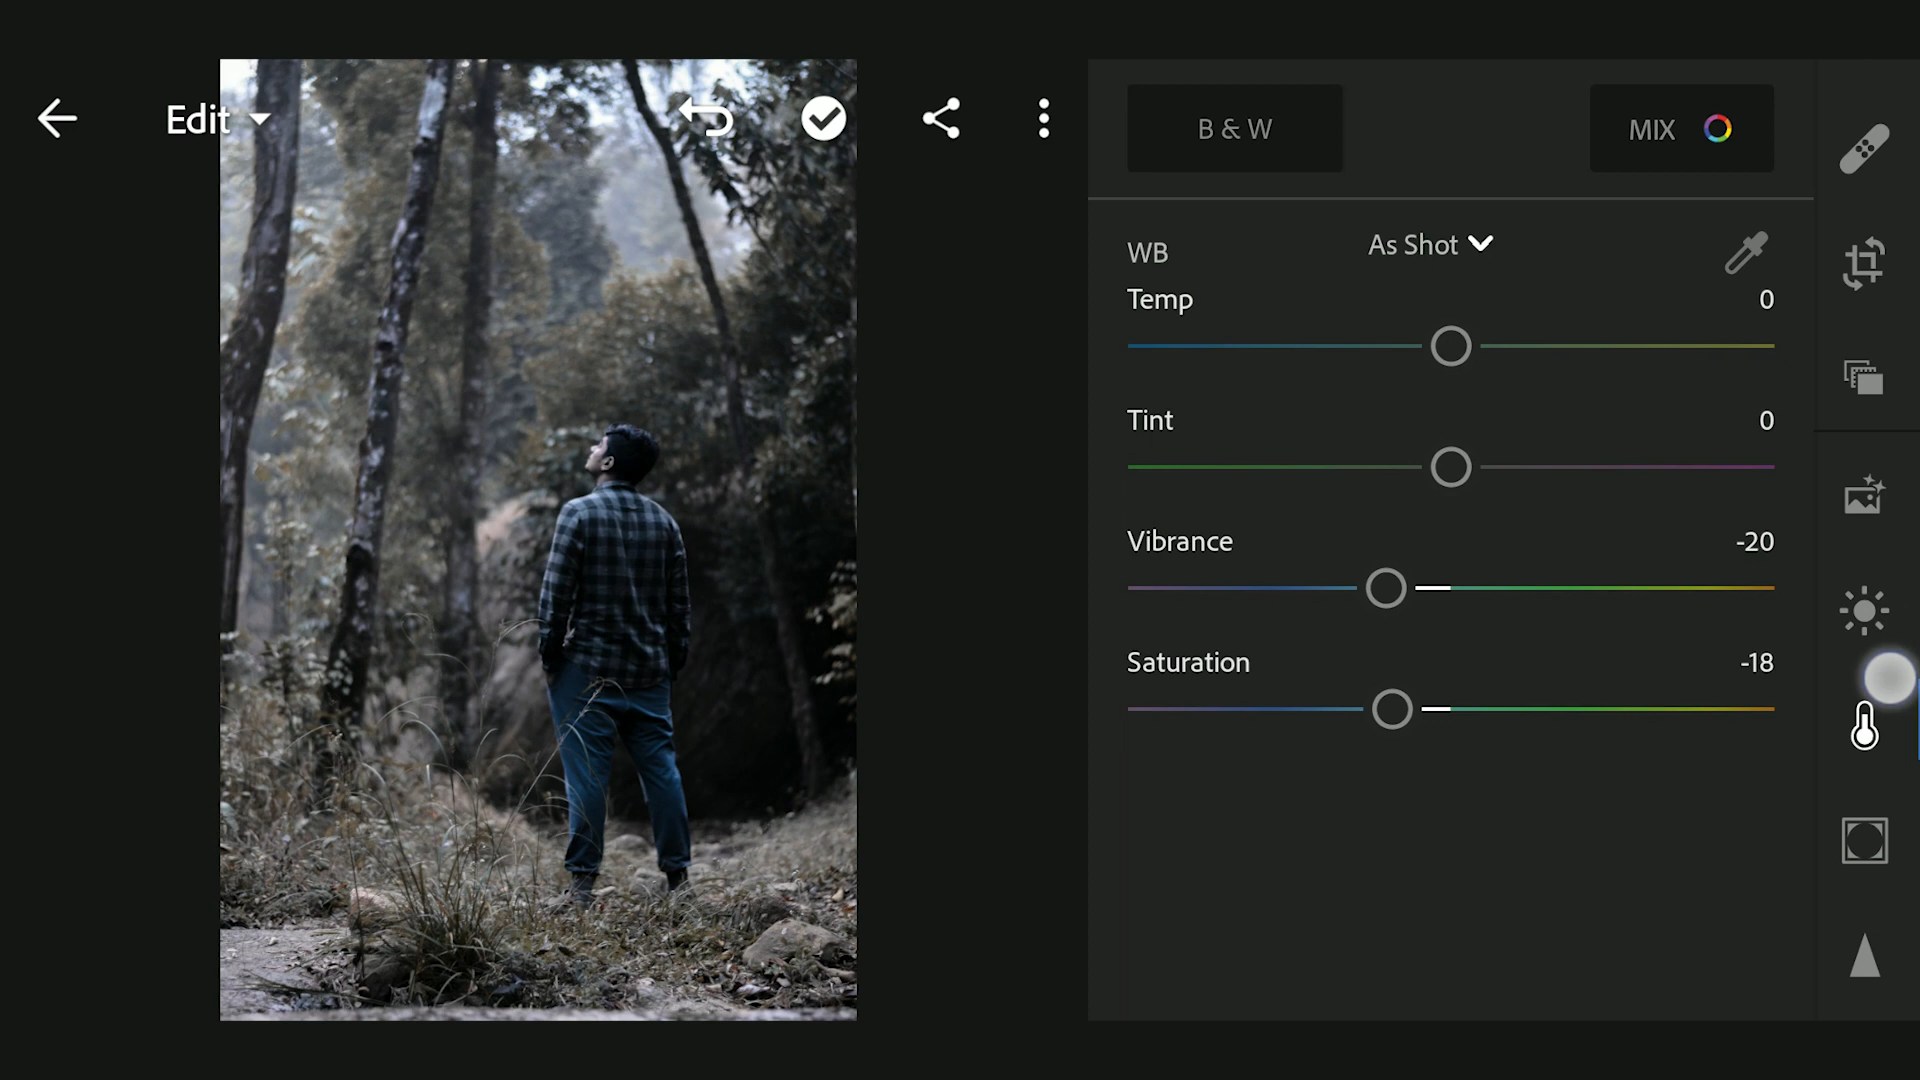 Edit
B & W
MIX
WB
As Shot
Temp
0
Tint
0
Vibrance
-20
Saturation
-18